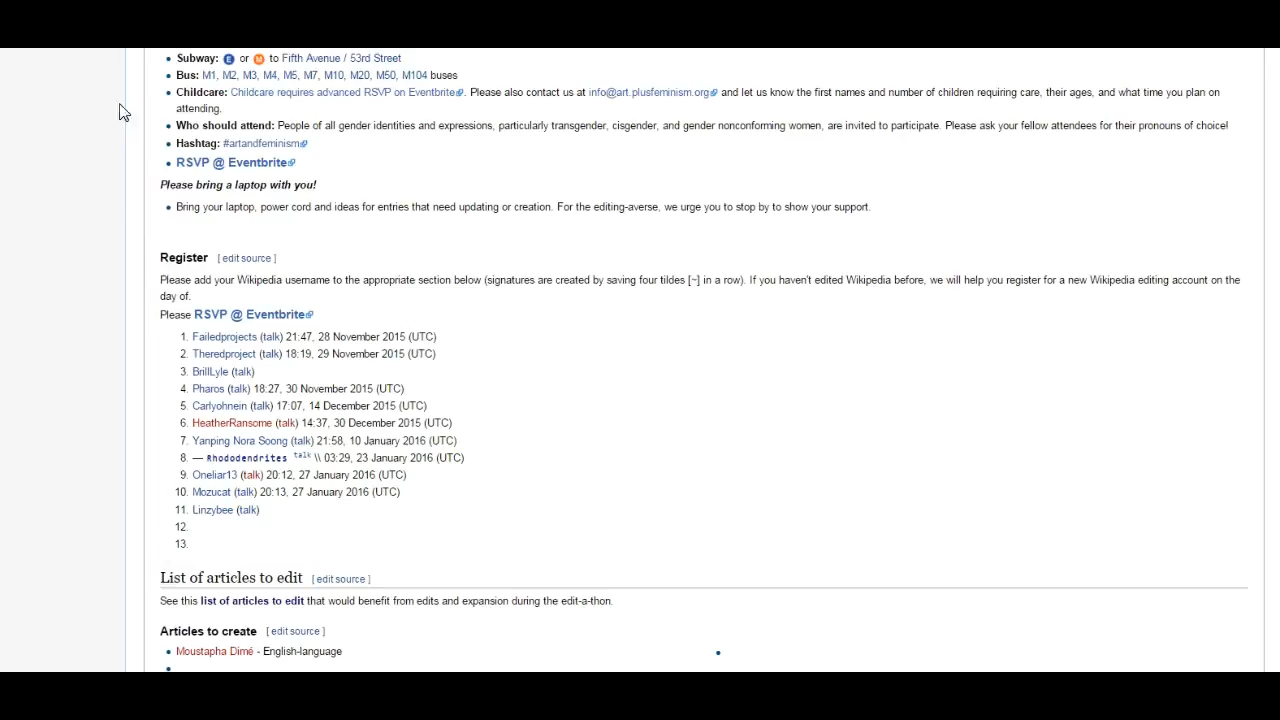 Subway: E or M to Fifth Avenue / 53rd Street
Bus: M1, M2, M3, M4, M5, M7, M10, M20, M50, M104 buses
Childcare: Childcare requires advanced RSVP on Eventbrite. Please also contact us at info@art.plusfeminism.org and let us know the first names and number of children requiring care, their ages, and what time you plan on
attending.
Who should attend: People of all gender identities and expressions, particularly transgender, cisgender, and gender nonconforming women, are invited to participate. Please ask your fellow attendees for their pronouns of choice!
Hashtag: #artandfeminism
RSVP @ Eventbrite
Please bring a laptop with you!
Bring your laptop, power cord and ideas for entries that need updating or creation. For the editing-averse, we urge you to stop by to show your support.
Register [ edit source ]
Please add your Wikipedia username to the appropriate section below (signatures are created by saving four tildes [~] in a row). If you haven't edited Wikipedia before, we will help you register for a new Wikipedia editing account on the
day of.
Please RSVP @ Eventbrite
1. Failedprojects (talk) 21:47, 28 November 2015 (UTC)
2. Theredproject (talk) 18:19, 29 November 2015 (UTC)
3. BrillLyle (talk)
4. Pharos (talk) 18:27, 30 November 2015 (UTC)
5. Carlyohnein (talk) 17:07, 14 December 2015 (UTC)
6. HeatherRansome (talk) 14:37, 30 December 2015 (UTC)
7. Yanping Nora Soong (talk) 21:58, 10 January 2016 (UTC)
8. — Rhododendrites talk \\ 03:29, 23 January 2016 (UTC)
9. Oneliar13 (talk) 20:12, 27 January 2016 (UTC)
10. Mozucat (talk) 20:13, 27 January 2016 (UTC)
11. Linzybee (talk)
12.
13.
List of articles to edit [ edit source ]
See this list of articles to edit that would benefit from edits and expansion during the edit-a-thon.
Articles to create [ edit source ]
Moustapha Dimé - English-language